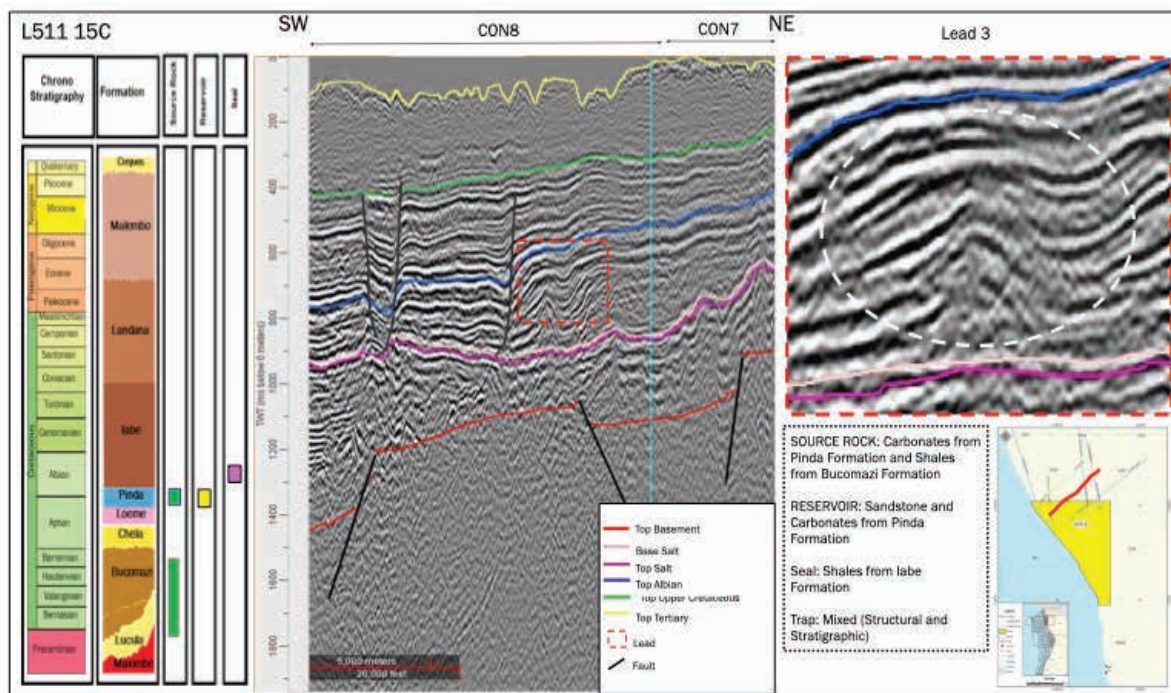 L511 15C
SW
CON8
CON7
NE
Lead 3
Chrono
Stratigraphy
Formation
Source Rock
Reservoir
Seal
Quaternary
Pliocene
Miocene
Oligocene
Eocene
Paleocene
Maastrichtian
Campanian
Santonian
Coniacian
Turonian
Cenomanian
Albian
Aptian
Barremian
Hauterivian
Valanginian
Neogene
Paleogene
Cretaceous
Malembo
Landana
Iabe
Pinda
Loeme
Chela
Bucomazi
Lucula
TWT (ms below 0 meters)
0
200
400
600
800
1000
1200
1400
1600
1800
5,000 meters
20,000 feet
Top Basement
Base Salt
Top Salt
Top Albian
Top Upper Cretaceous
Top Tertiary
Lead
Fault
SOURCE ROCK: Carbonates from
Pinda Formation and Shales
from Bucomazi Formation
RESERVOIR: Sandstone and
Carbonates from Pinda
Formation
Seal: Shales from Iabe
Formation
Trap: Mixed (Structural and
Stratigraphic)